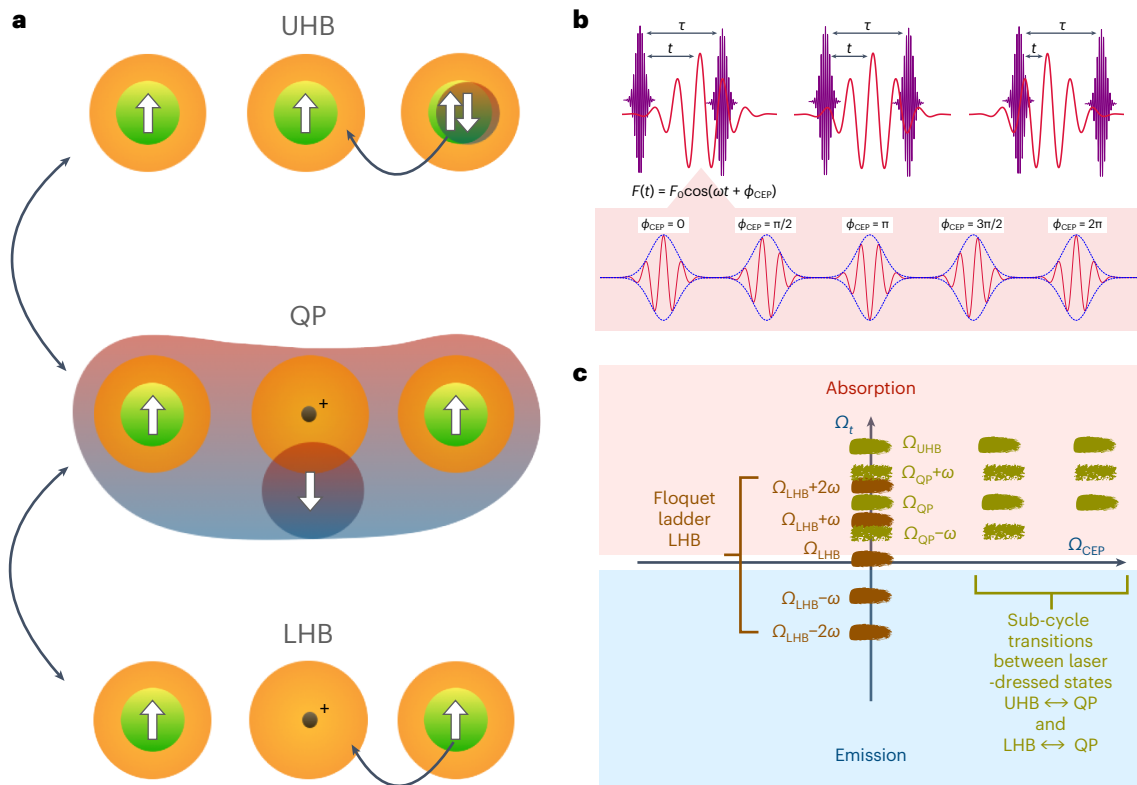 a
UHB
QP
+
LHB
+
b
τ
t
τ
t
τ
t
F(t) = F₀cos(ωt + ϕCEP)
ϕCEP = 0
ϕCEP = π/2
ϕCEP = π
ϕCEP = 3π/2
ϕCEP = 2π
c
Absorption
Ωt
ΩUHB
ΩQP+ω
ΩLHB+2ω
ΩQP
Floquet
ladder
LHB
ΩLHB+ω
ΩQP−ω
ΩLHB
ΩCEP
ΩLHB−ω
ΩLHB−2ω
Sub-cycle
transitions
between laser
-dressed states
UHB ↔ QP
and
LHB ↔ QP
Emission